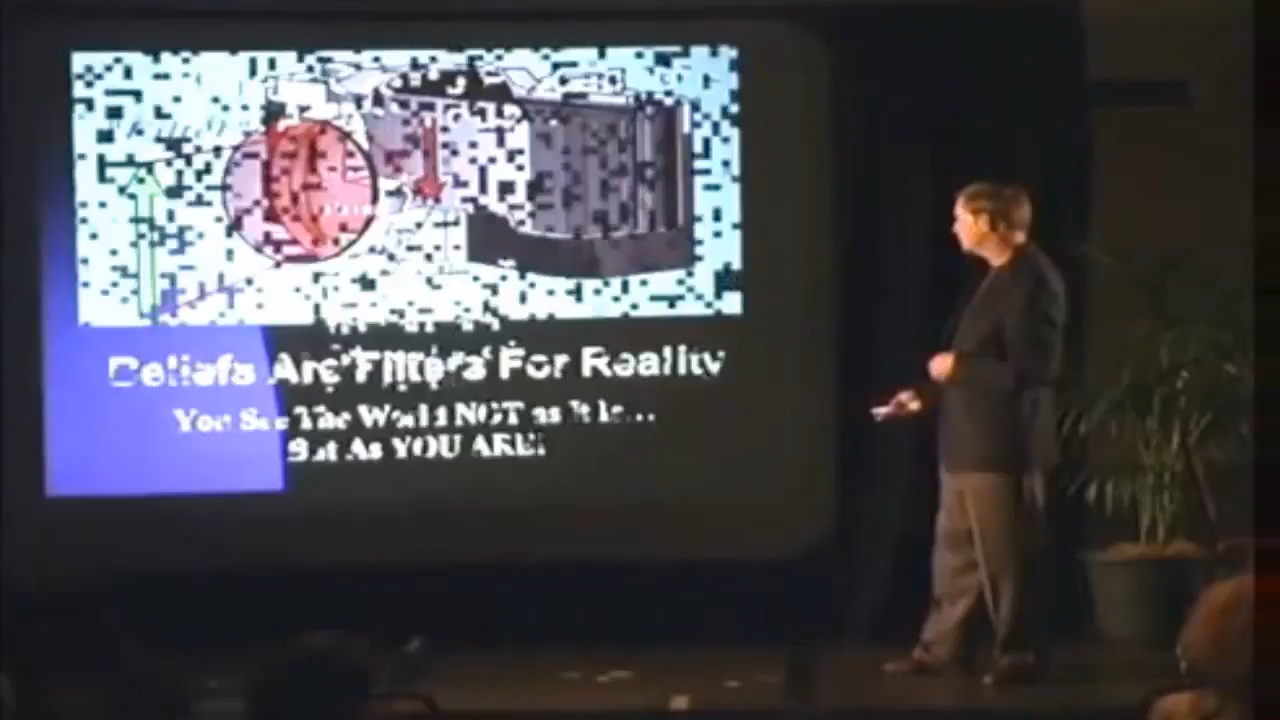 Beliefs Are Filters For Reality
You See The World NOT as It Is...
But As YOU ARE!